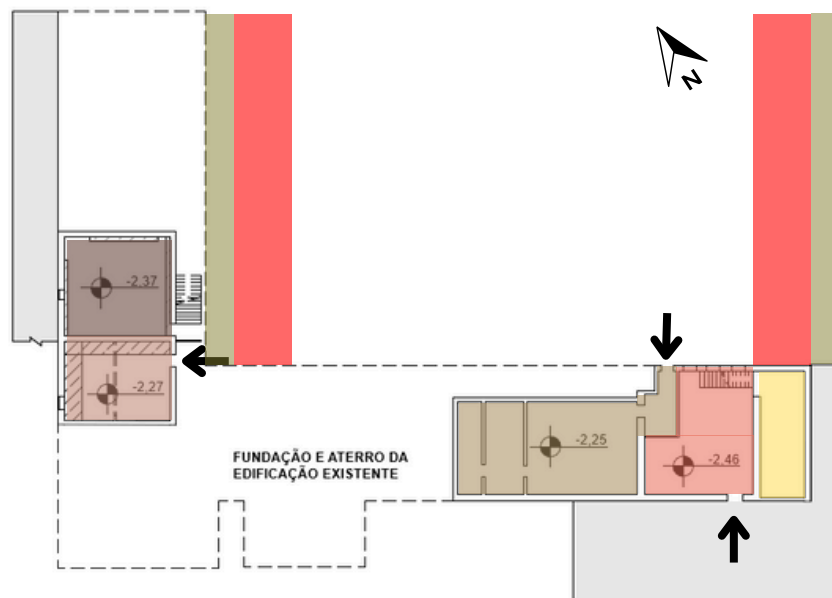 N
-2,37
-2,27
FUNDAÇÃO E ATERRO DA
EDIFICAÇÃO EXISTENTE
-2,25
-2,46